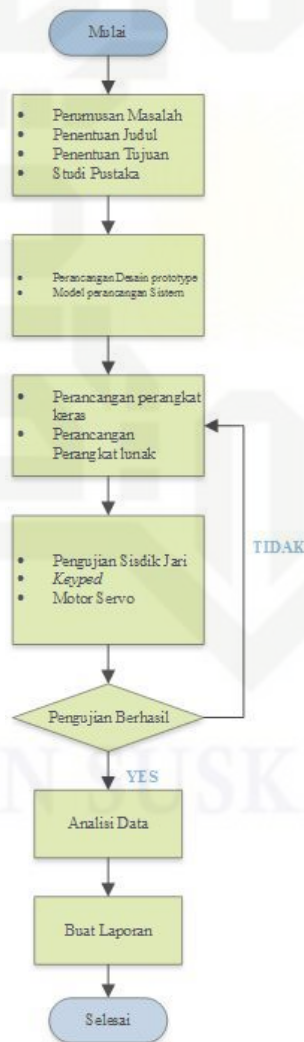 Mulai
• Perumusan Masalah
• Penentuan Judul
• Penentuan Tujuan
• Studi Pustaka
• Perancangan Desain prototype
• Model perancangan Sistem
• Perancangan perangkat
keras
• Perancangan
Perangkat lunak
TIDAK
• Pengujian Sisdik Jari
• Keyped
• Motor Servo
Pengujian Berhasil
YES
N SUSK
Analisi Data
Buat Laporan
Selesai